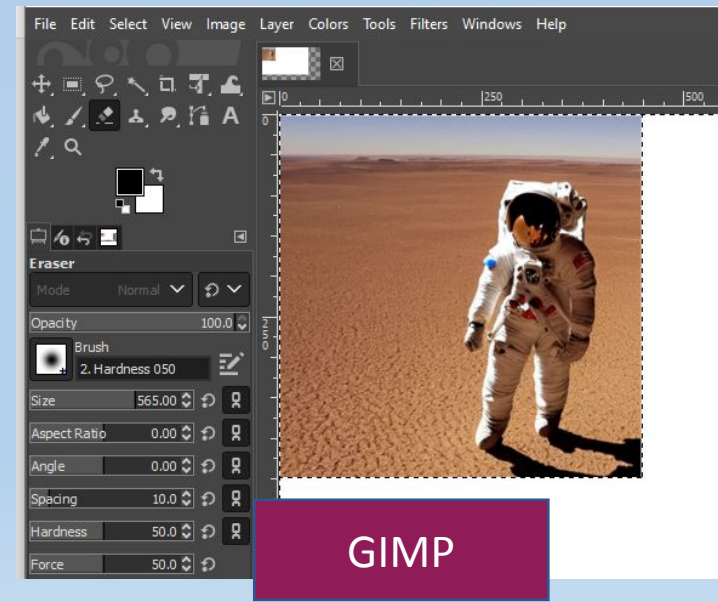 File Edit Select View Image Layer Colors Tools Filters Windows Help
0 250 500
0
Eraser
Mode Normal
Opacity 100.0
250
Brush
2. Hardness 050
Size 565.00
Aspect Ratio 0.00
Angle 0.00
Spacing 10.0
Hardness 50.0
Force 50.0
GIMP